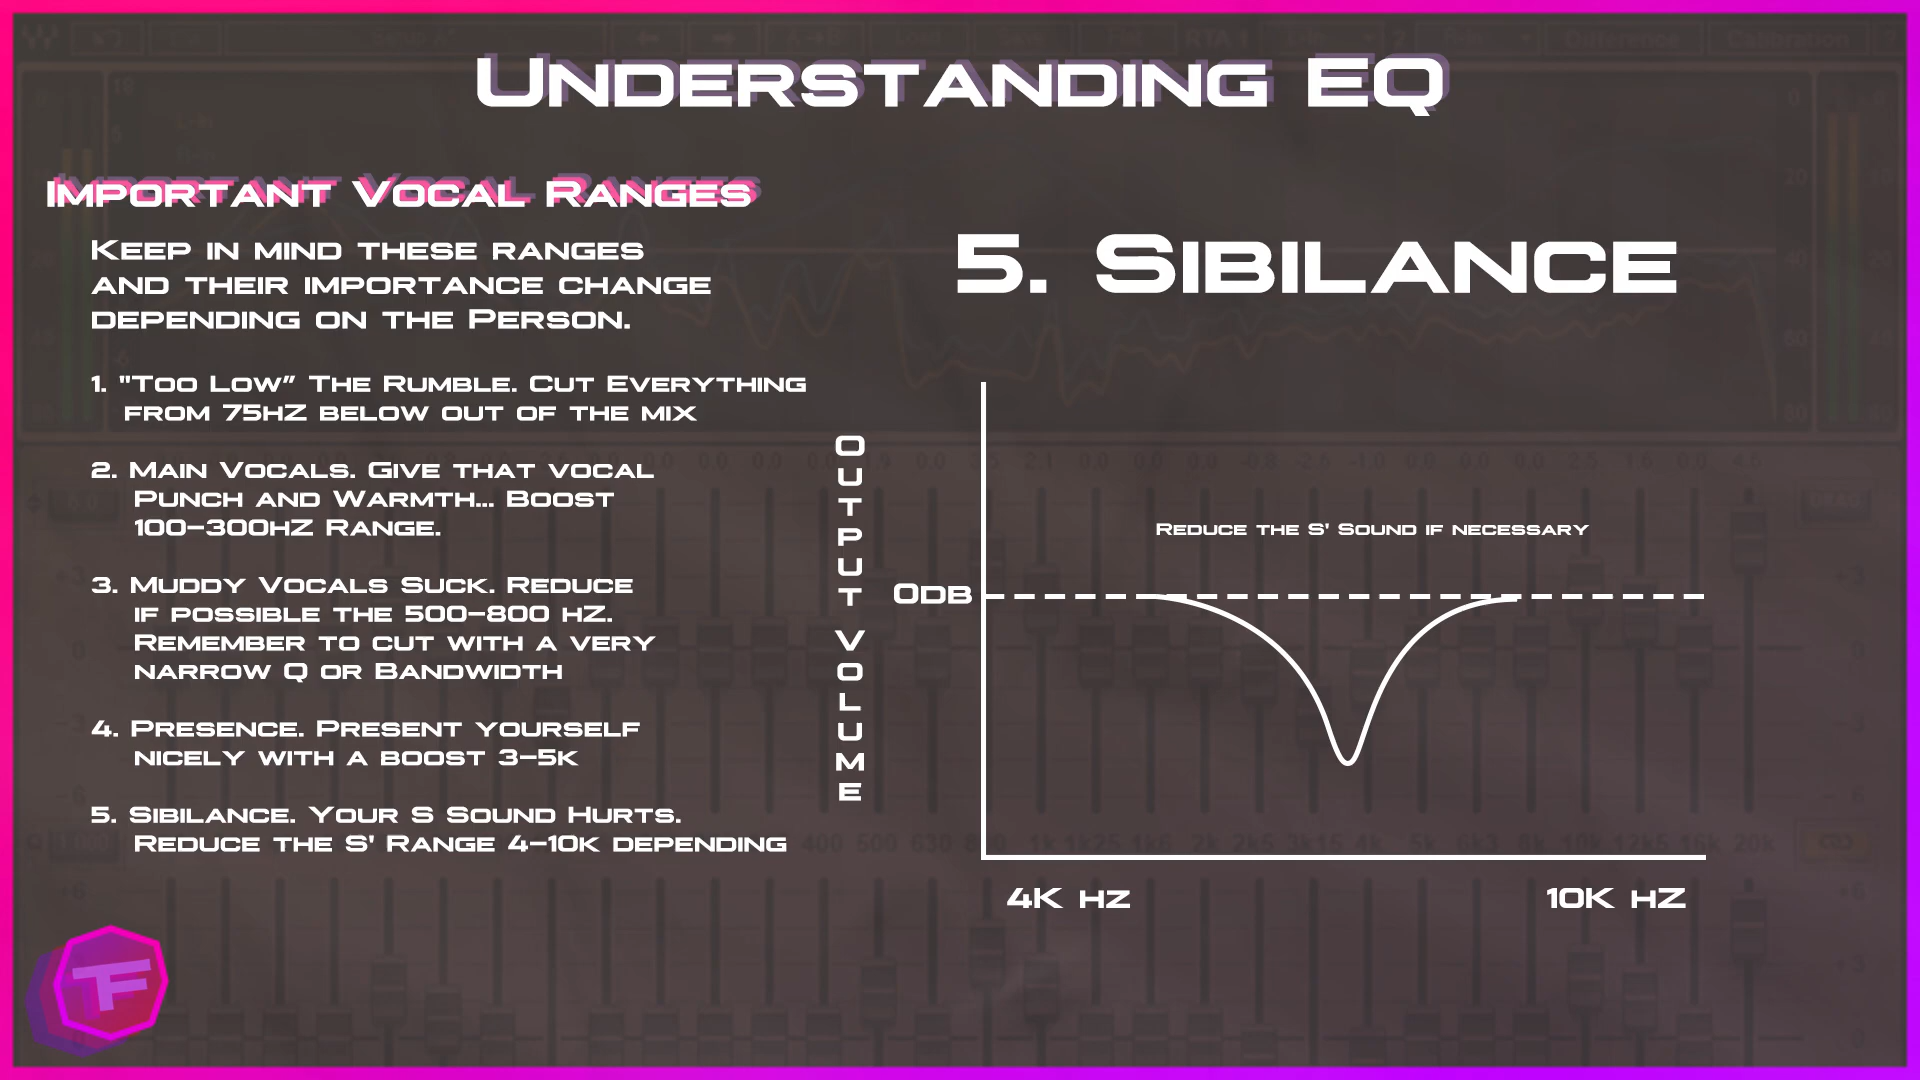 Understanding EQ
Important Vocal Ranges
Keep in mind these ranges
and their importance change
depending on the Person.
1. "Too Low” The Rumble. Cut Everything
from 75hz below out of the mix
2. Main Vocals. Give that vocal
Punch and Warmth... Boost
100-300hz Range.
3. Muddy Vocals Suck. Reduce
if possible the 500-800 hz.
Remember to cut with a very
narrow Q or Bandwidth
4. Presence. Present yourself
nicely with a boost 3-5k
5. Sibilance. Your S Sound Hurts.
Reduce the S' Range 4-10k depending
5. Sibilance
Output Volume
Reduce the S' Sound if necessary
0db
4K hz
10K hz
TF